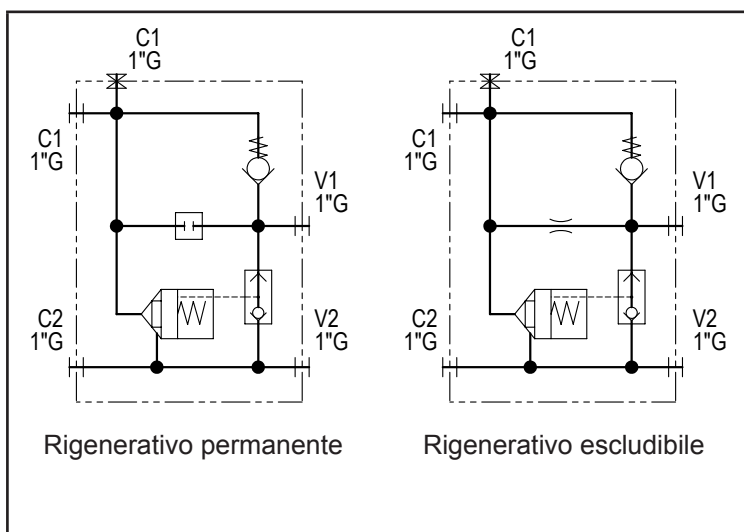 C1
1"G
C1
1"G
V1
1"G
C2
1"G
V2
1"G
Rigenerativo permanente
C1
1"G
C1
1"G
V1
1"G
C2
1"G
V2
1"G
Rigenerativo escludibile